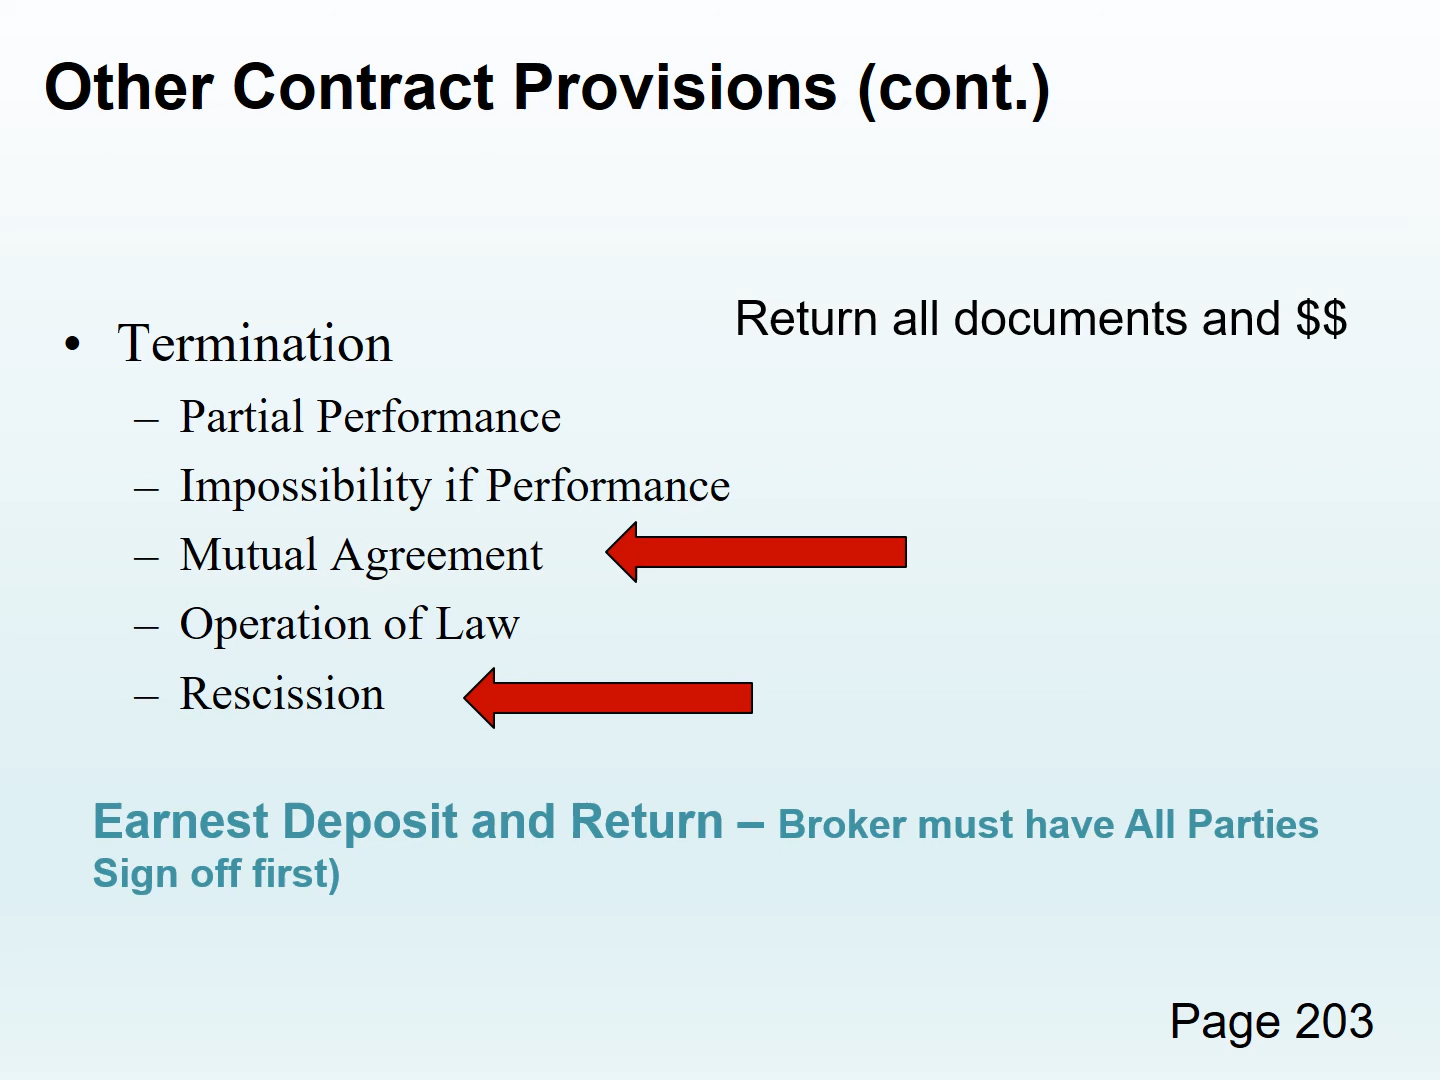 Other Contract Provisions (cont.)
Return all documents and $$
• Termination
– Partial Performance
– Impossibility if Performance
– Mutual Agreement
– Operation of Law
– Rescission
Earnest Deposit and Return – Broker must have All Parties
Sign off first)
Page 203